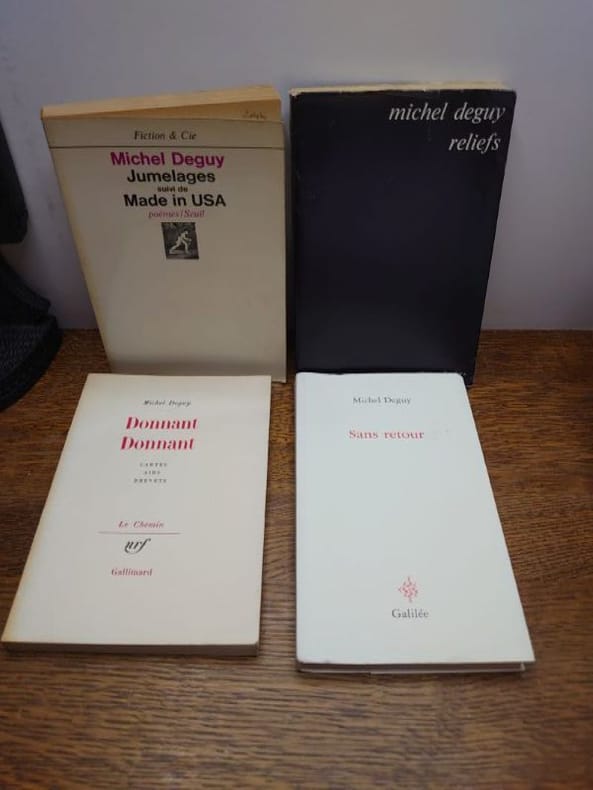 Fiction & Cie
Michel Deguy
Jumelages
suivi de
Made in USA
poèmes/Seuil
michel deguy
reliefs
Michel Deguy
Donnant
Donnant
CARTES
AIRS
BREVETS
Le Chemin
nrf
Gallimard
Michel Deguy
Sans retour
Galilée